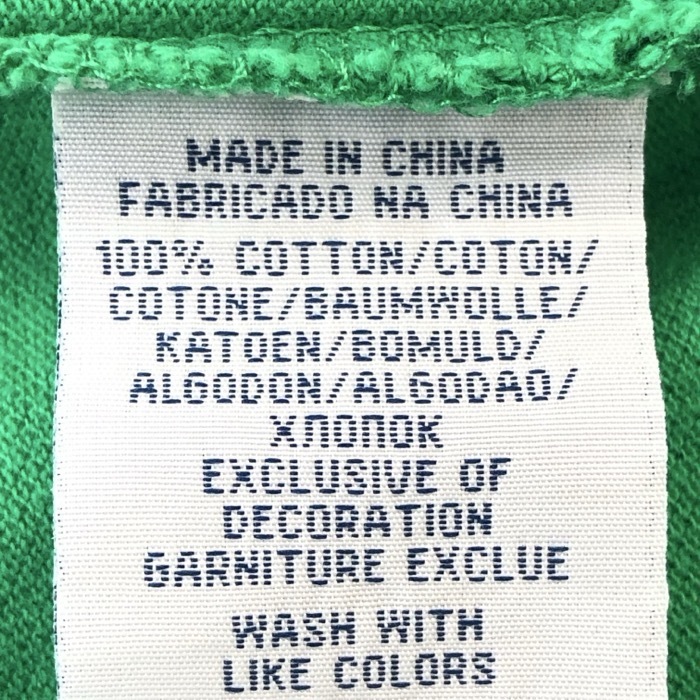 MADE IN CHINA
FABRICADO NA CHINA
100% COTTON/COTON/
COTONE/BAUMWOLLE/
KATOEN/BOMULD/
ALGODON/ALGODAO/
ХЛОПОК
EXCLUSIVE OF
DECORATION
GARNITURE EXCLUE
WASH WITH
LIKE COLORS